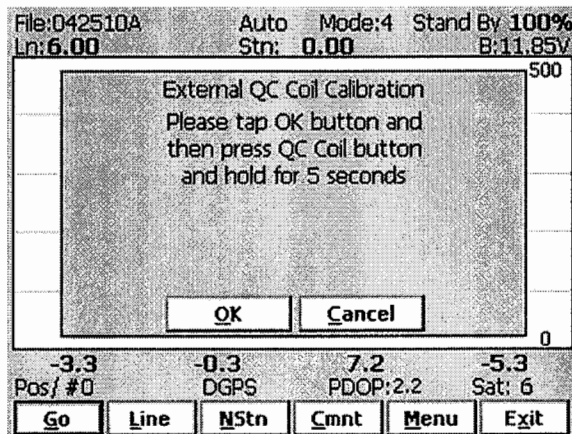 File:042510A Auto Mode:4 Stand By 100%
Ln:6.00 Stn: 0.00 B:11.85V
500
External QC Coil Calibration
Please tap OK button and
then press QC Coil button
and hold for 5 seconds
OK Cancel
0
-3.3 -0.3 7.2 -5.3
Pos/ #0 DGPS PDOP:2.2 Sat: 6
Go Line NStn Cmnt Menu Exit